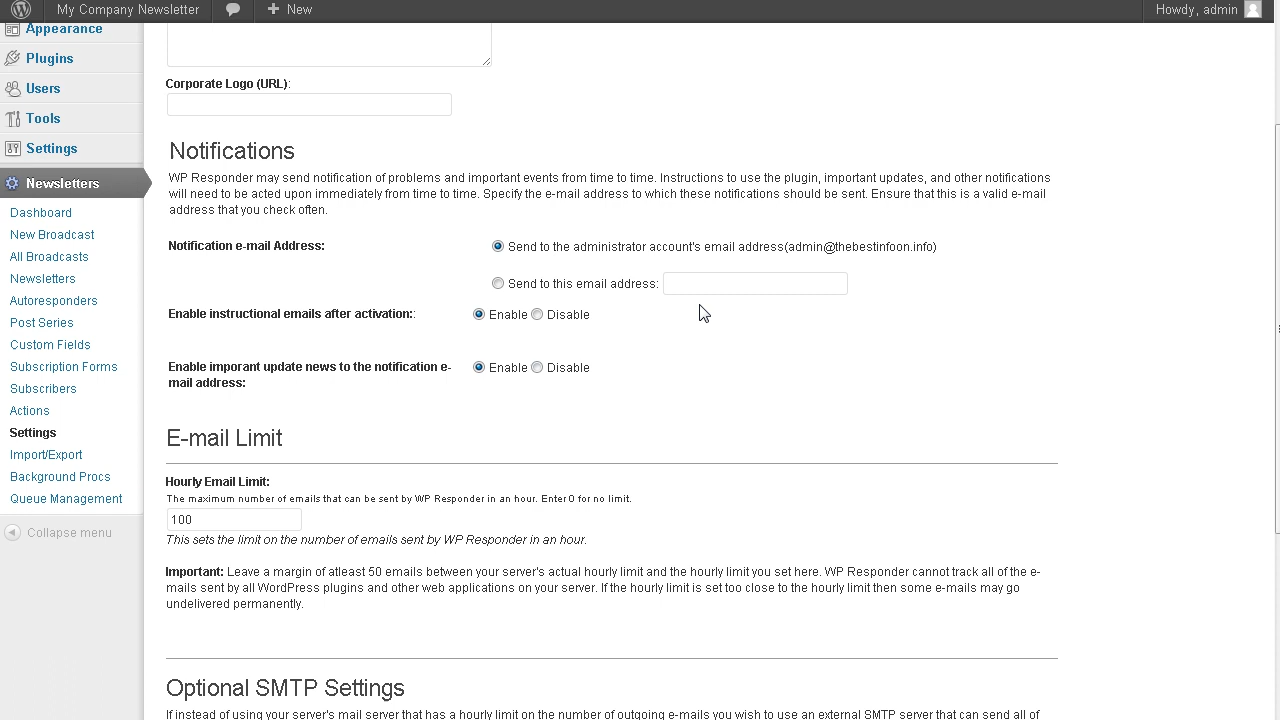 My Company Newsletter
New
Howdy, admin
Appearance
Plugins
Users
Tools
Settings
Newsletters
Dashboard
New Broadcast
All Broadcasts
Newsletters
Autoresponders
Post Series
Custom Fields
Subscription Forms
Subscribers
Actions
Settings
Import/Export
Background Procs
Queue Management
Collapse menu
Corporate Logo (URL):
Notifications
WP Responder may send notification of problems and important events from time to time. Instructions to use the plugin, important updates, and other notifications
will need to be acted upon immediately from time to time. Specify the e-mail address to which these notifications should be sent. Ensure that this is a valid e-mail
address that you check often.
Notification e-mail Address:
Send to the administrator account's email address(admin@thebestinfoon.info)
Send to this email address:
Enable instructional emails after activation::
Enable Disable
Enable imporant update news to the notification e-
mail address:
Enable Disable
E-mail Limit
Hourly Email Limit:
The maximum number of emails that can be sent by WP Responder in an hour. Enter 0 for no limit.
100
This sets the limit on the number of emails sent by WP Responder in an hour.
Important: Leave a margin of atleast 50 emails between your server's actual hourly limit and the hourly limit you set here. WP Responder cannot track all of the e-
mails sent by all WordPress plugins and other web applications on your server. If the hourly limit is set too close to the hourly limit then some e-mails may go
undelivered permanently.
Optional SMTP Settings
If instead of using your server's mail server that has a hourly limit on the number of outgoing e-mails you wish to use an external SMTP server that can send all of